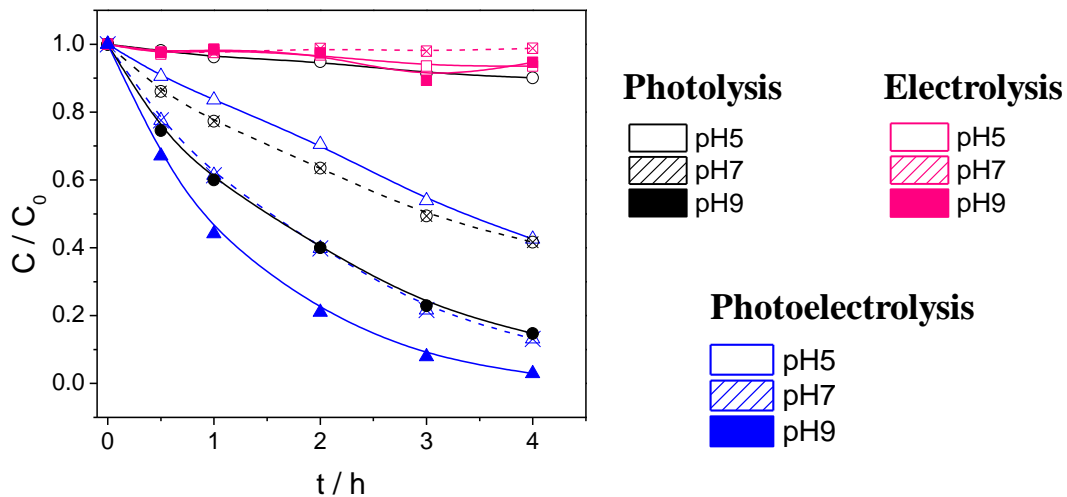 1.0
0.8
0.6
0.4
0.2
0.0
C / C0
0
1
2
3
4
t / h
Photolysis
pH5
pH7
pH9
Electrolysis
pH5
pH7
pH9
Photoelectrolysis
pH5
pH7
pH9